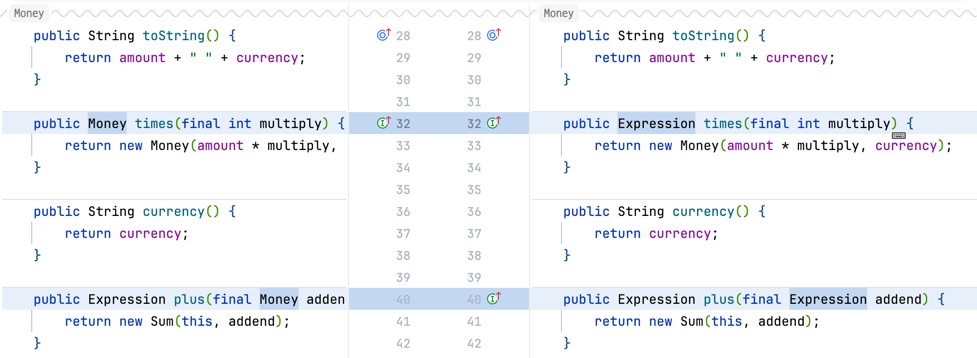 Money
public String toString() {
return amount + " " + currency;
}
public Money times(final int multiply) {
return new Money(amount * multiply,
}
public String currency() {
return currency;
}
public Expression plus(final Money adden
return new Sum(this, addend);
}
28 28
29 29
30 30
31 31
32 32
33 33
34 34
35 35
36 36
37 37
38 38
39 39
40 40
41 41
42 42
Money
public String toString() {
return amount + " " + currency;
}
public Expression times(final int multiply) {
return new Money(amount * multiply, currency);
}
public String currency() {
return currency;
}
public Expression plus(final Expression addend) {
return new Sum(this, addend);
}